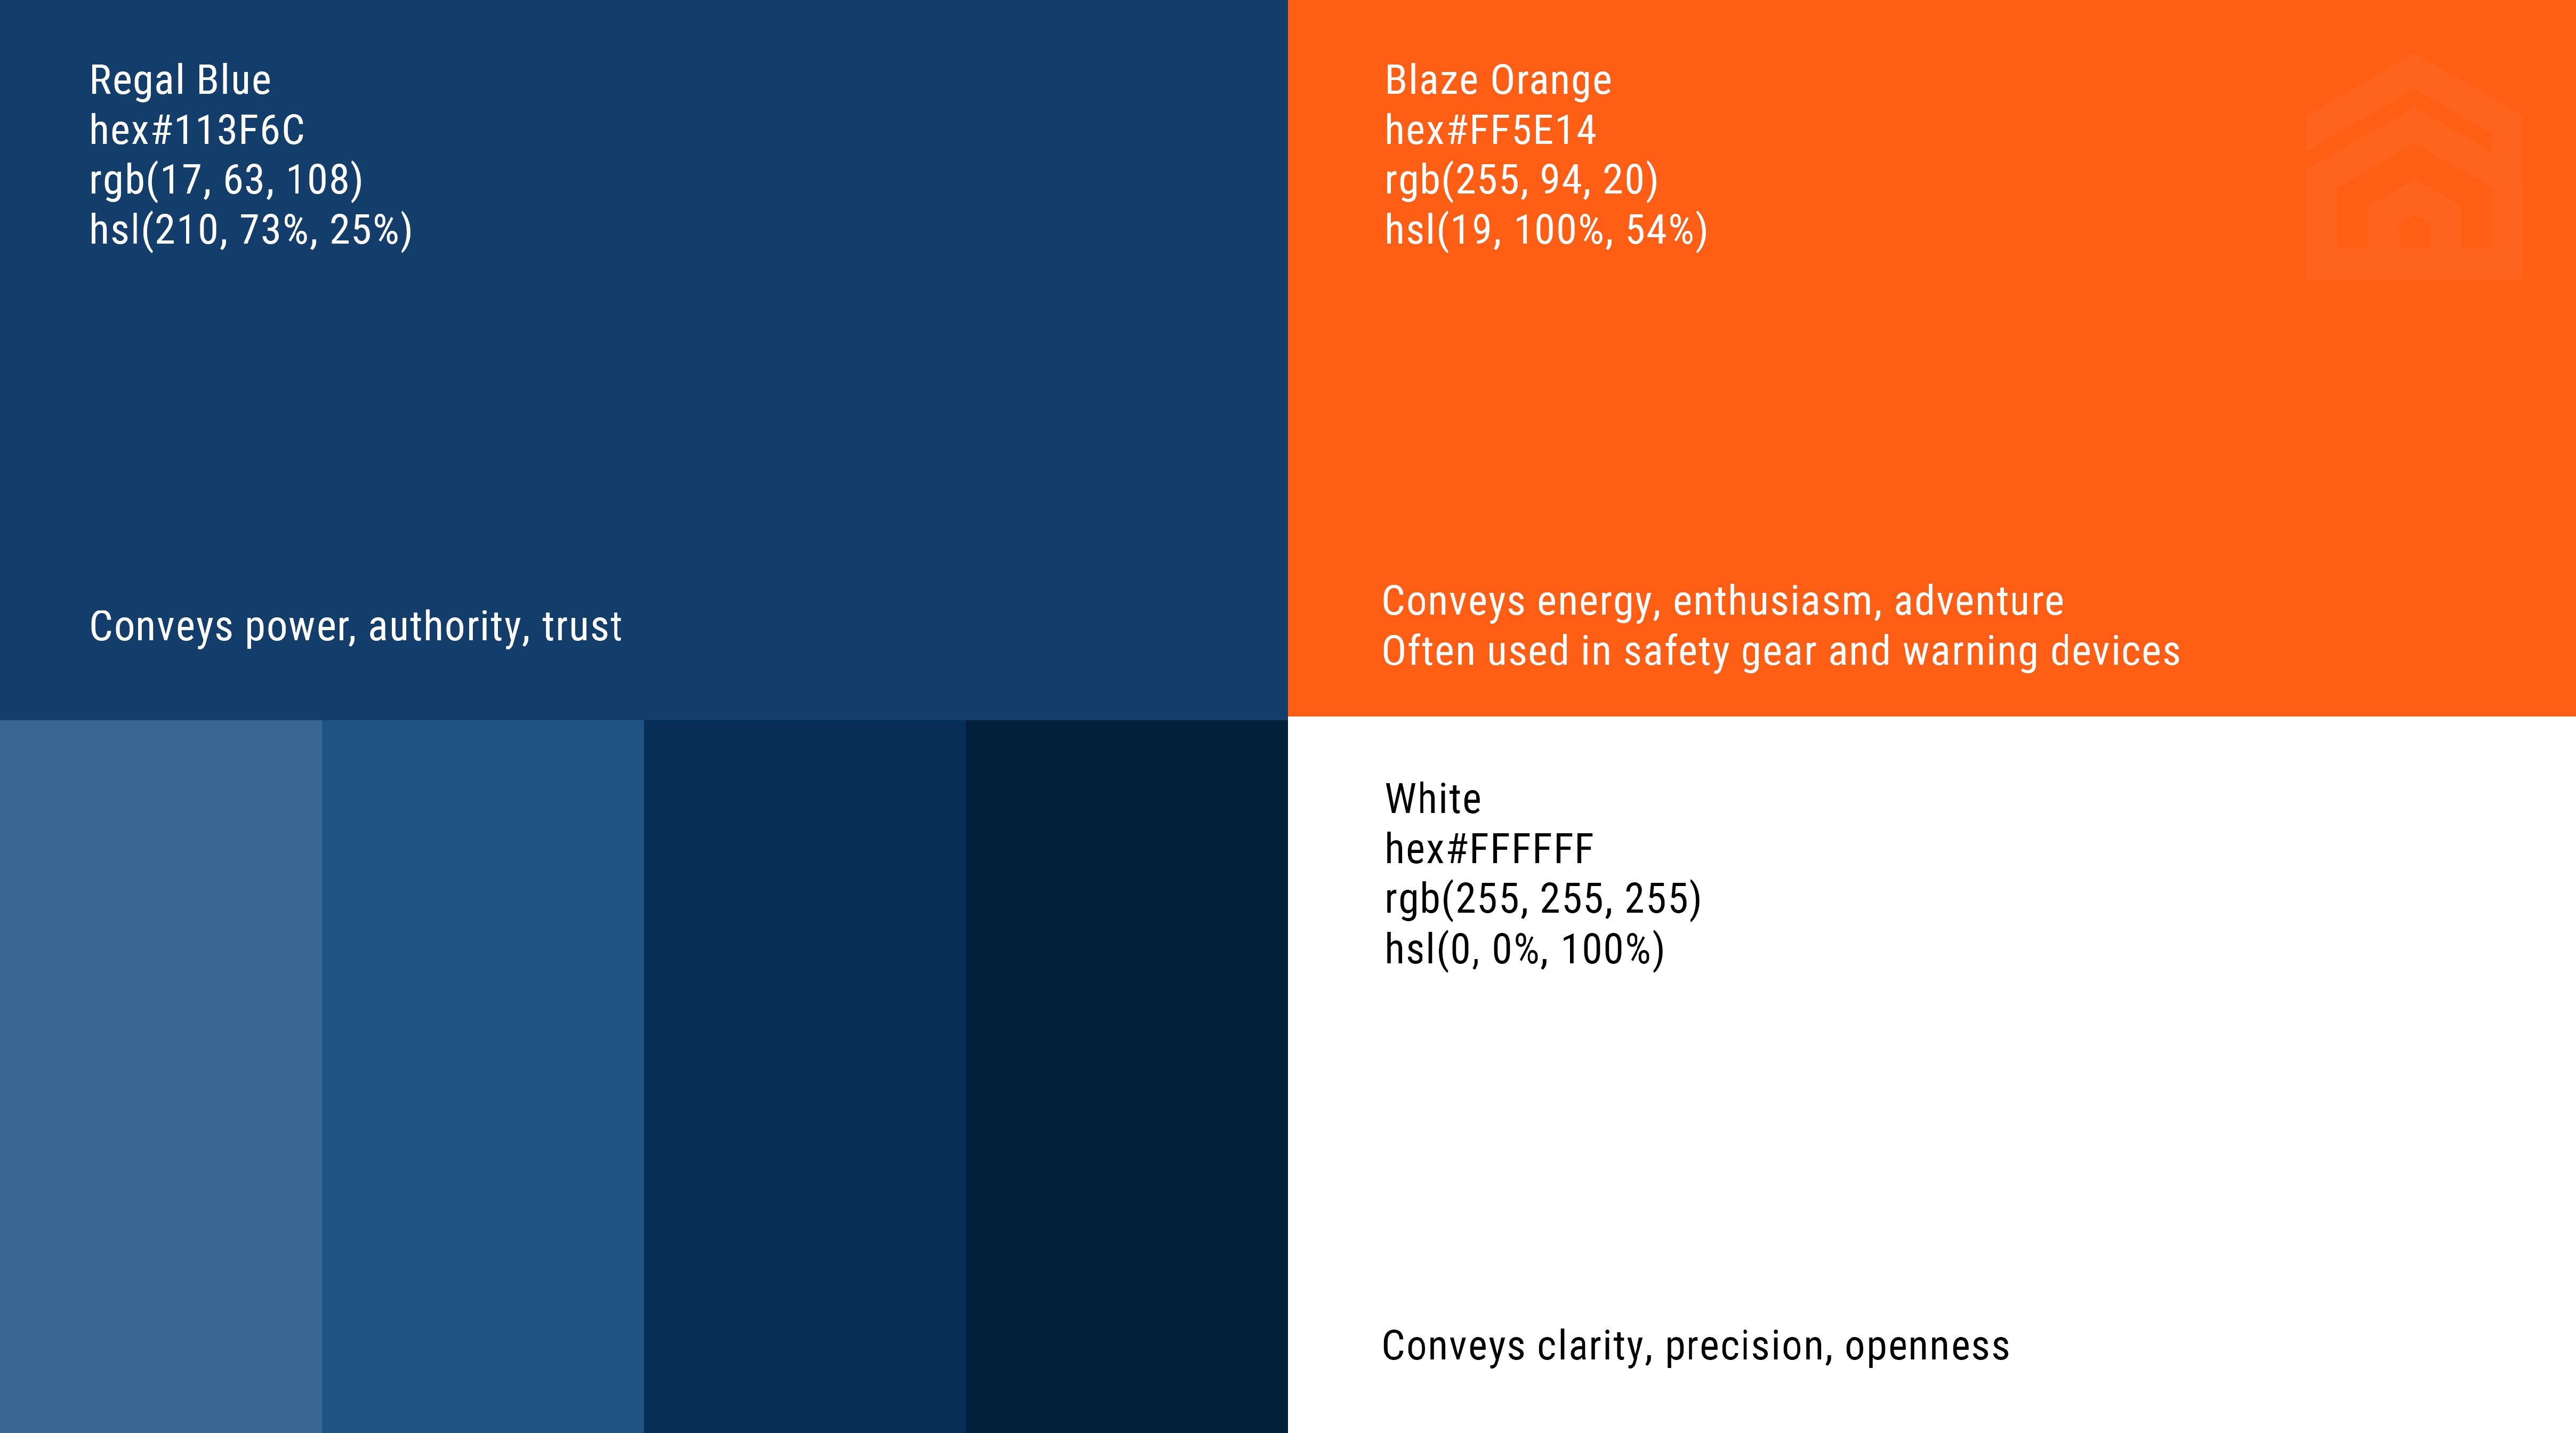 Regal Blue
hex#113F6C
rgb(17, 63, 108)
hsl(210, 73%, 25%)
Conveys power, authority, trust
Blaze Orange
hex#FF5E14
rgb(255, 94, 20)
hsl(19, 100%, 54%)
Conveys energy, enthusiasm, adventure
Often used in safety gear and warning devices
White
hex#FFFFFF
rgb(255, 255, 255)
hsl(0, 0%, 100%)
Conveys clarity, precision, openness